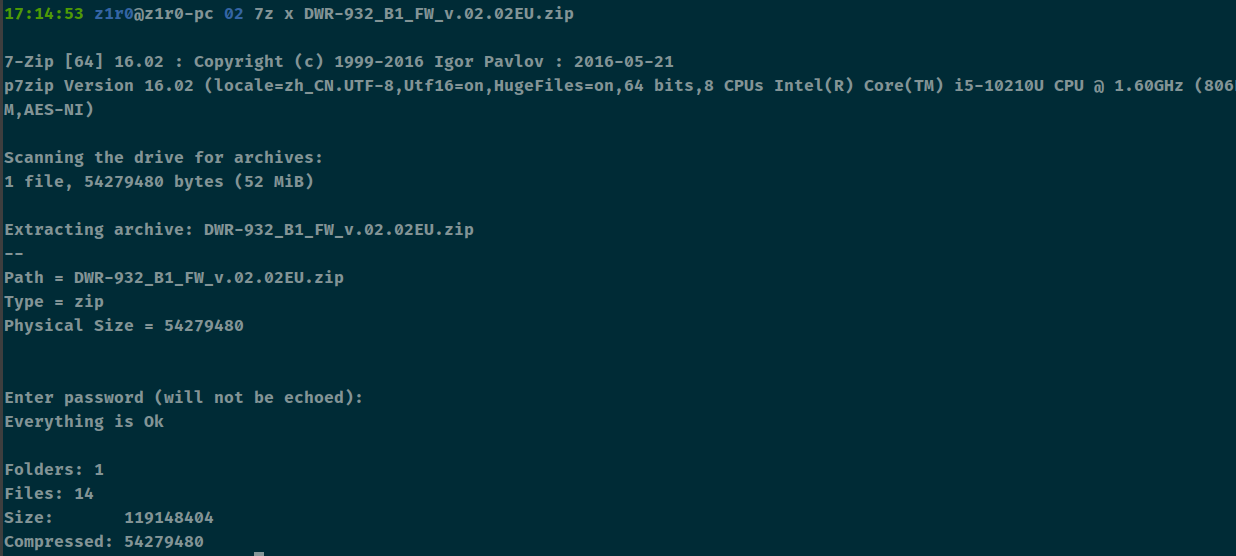 17:14:53 z1r0@z1r0-pc 02 7z x DWR-932_B1_FW_v.02.02EU.zip
7-Zip [64] 16.02 : Copyright (c) 1999-2016 Igor Pavlov : 2016-05-21
p7zip Version 16.02 (locale=zh_CN.UTF-8,Utf16=on,HugeFiles=on,64 bits,8 CPUs Intel(R) Core(TM) i5-10210U CPU @ 1.60GHz (806
M,AES-NI)
Scanning the drive for archives:
1 file, 54279480 bytes (52 MiB)
Extracting archive: DWR-932_B1_FW_v.02.02EU.zip
--
Path = DWR-932_B1_FW_v.02.02EU.zip
Type = zip
Physical Size = 54279480
Enter password (will not be echoed):
Everything is Ok
Folders: 1
Files: 14
Size:       119148404
Compressed: 54279480